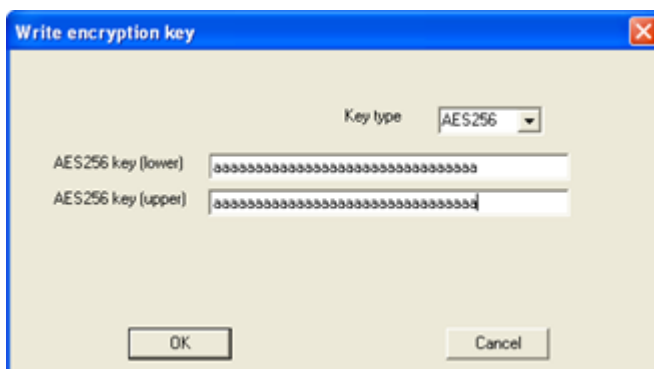 Write encryption key
Key type AES256
AES256 key (lower) aaaaaaaaaaaaaaaaaaaaaaaaaaaaaaaa
AES256 key (upper) aaaaaaaaaaaaaaaaaaaaaaaaaaaaaaaa
OK Cancel